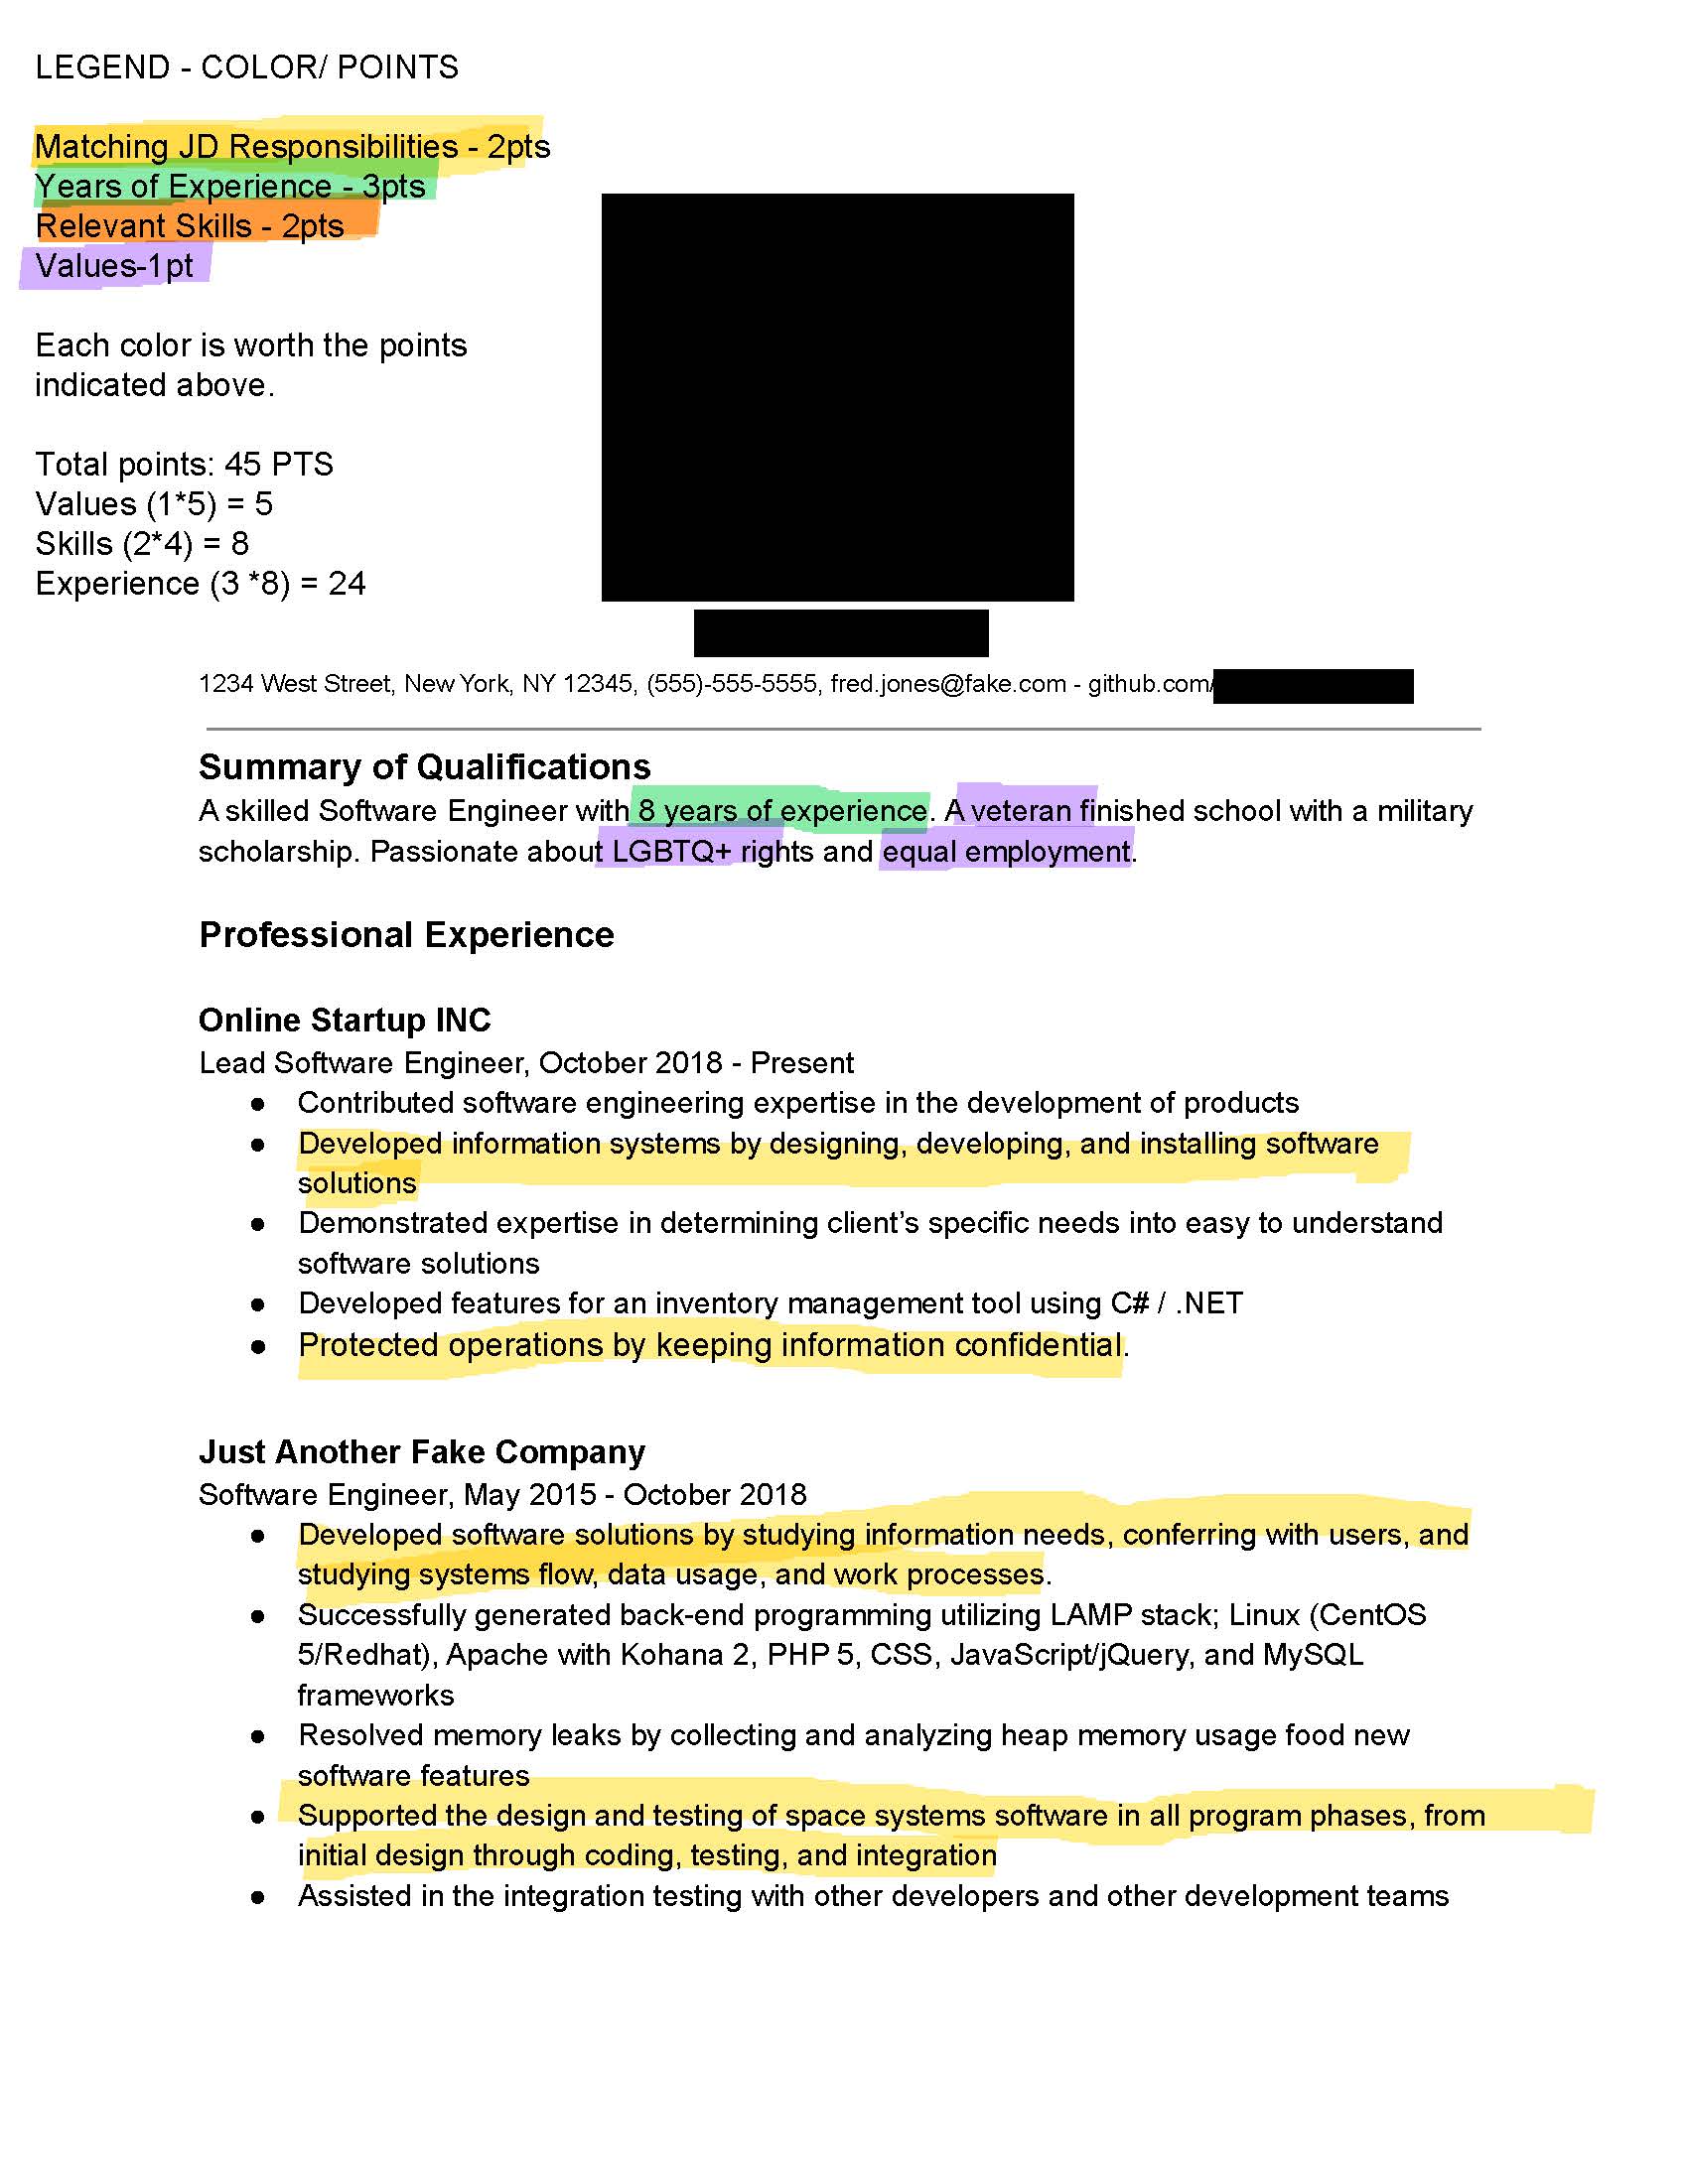 LEGEND - COLOR/ POINTS
Matching JD Responsibilities - 2pts
Years of Experience - 3pts
Relevant Skills - 2pts
Values-1pt
Each color is worth the points
indicated above.
Total points: 45 PTS
Values (1*5) = 5
Skills (2*4) = 8
Experience (3 *8) = 24
1234 West Street, New York, NY 12345, (555)-555-5555, fred.jones@fake.com - github.com/
Summary of Qualifications
A skilled Software Engineer with 8 years of experience. A veteran finished school with a military
scholarship. Passionate about LGBTQ+ rights and equal employment.
Professional Experience
Online Startup INC
Lead Software Engineer, October 2018 - Present
● Contributed software engineering expertise in the development of products
● Developed information systems by designing, developing, and installing software
solutions
● Demonstrated expertise in determining client’s specific needs into easy to understand
software solutions
● Developed features for an inventory management tool using C# / .NET
● Protected operations by keeping information confidential.
Just Another Fake Company
Software Engineer, May 2015 - October 2018
● Developed software solutions by studying information needs, conferring with users, and
studying systems flow, data usage, and work processes.
● Successfully generated back-end programming utilizing LAMP stack; Linux (CentOS
5/Redhat), Apache with Kohana 2, PHP 5, CSS, JavaScript/jQuery, and MySQL
frameworks
● Resolved memory leaks by collecting and analyzing heap memory usage food new
software features
● Supported the design and testing of space systems software in all program phases, from
initial design through coding, testing, and integration
● Assisted in the integration testing with other developers and other development teams